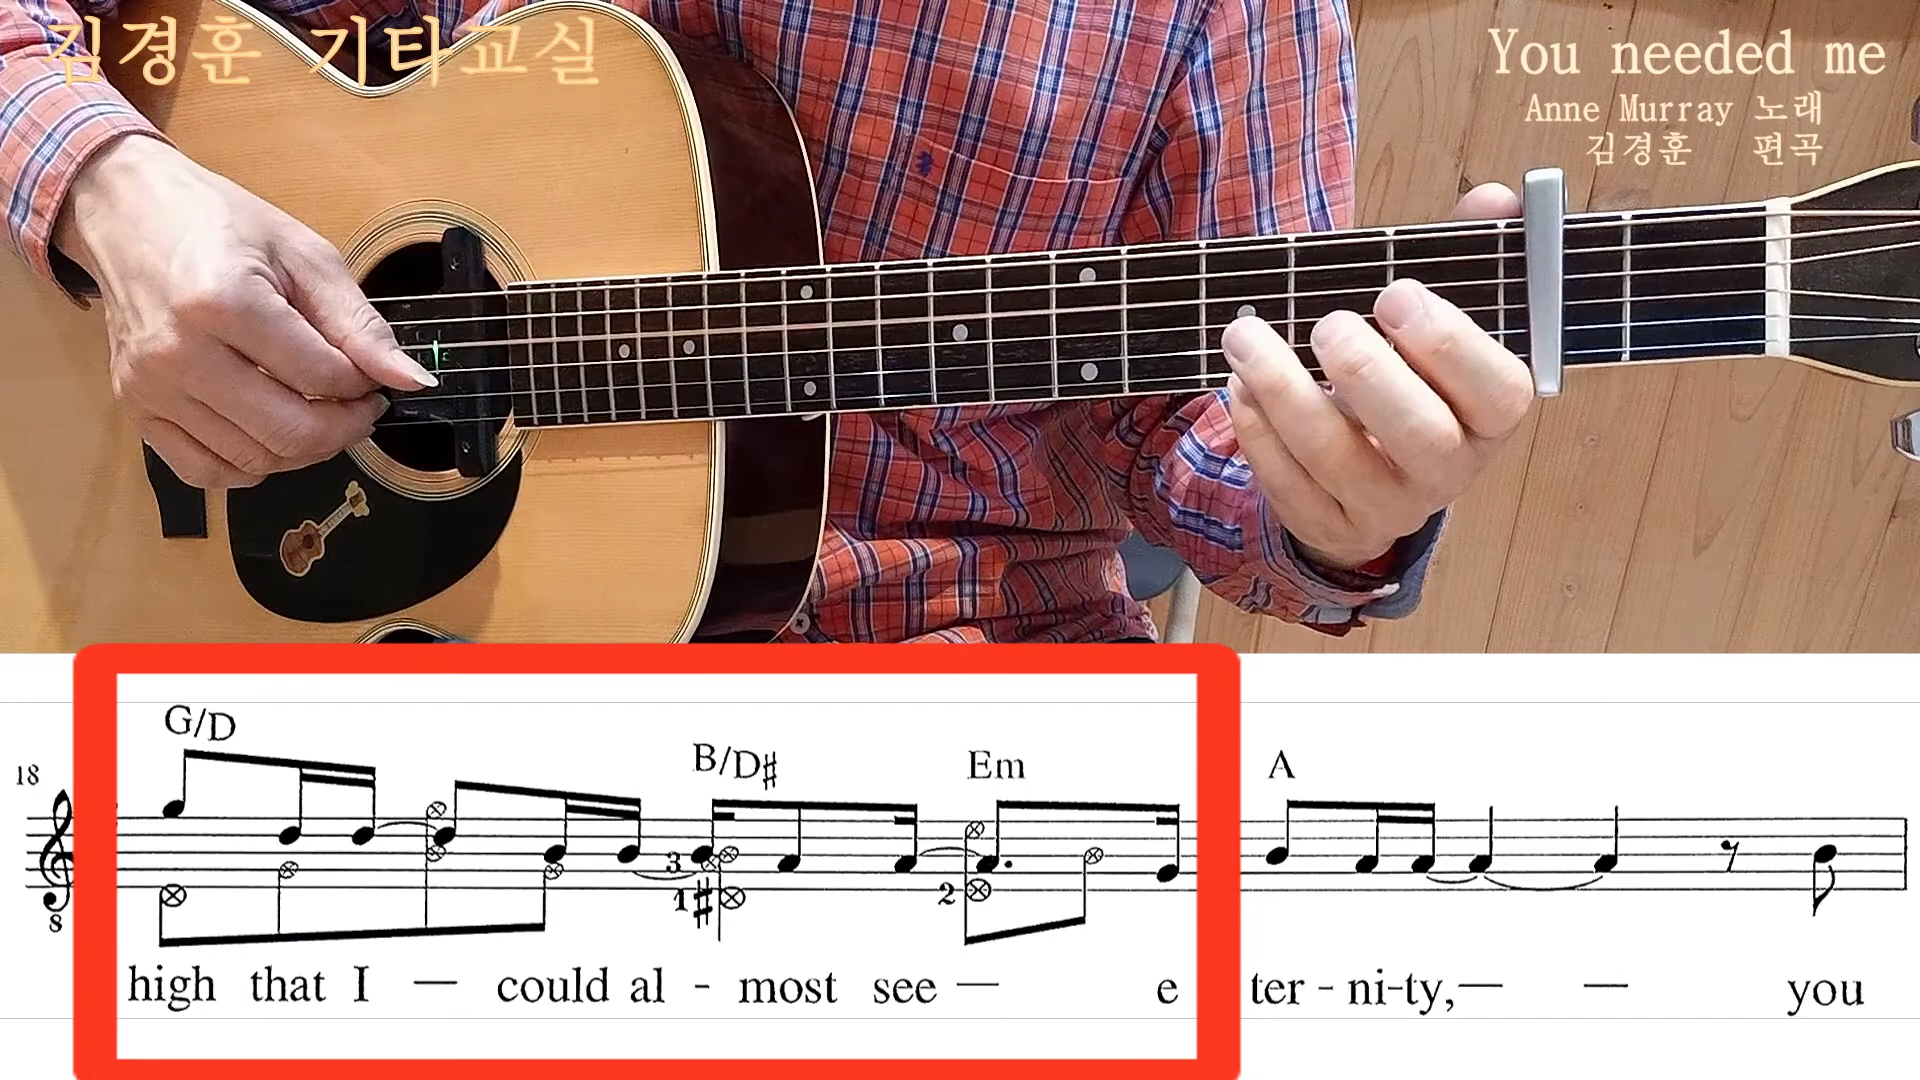 김경훈 기타교실
You needed me
Anne Murray 노래
김경훈 편곡
G/D B/D# Em A
18
3
1 2
8
high that I — could al - most see — e ter - ni-ty, — — you